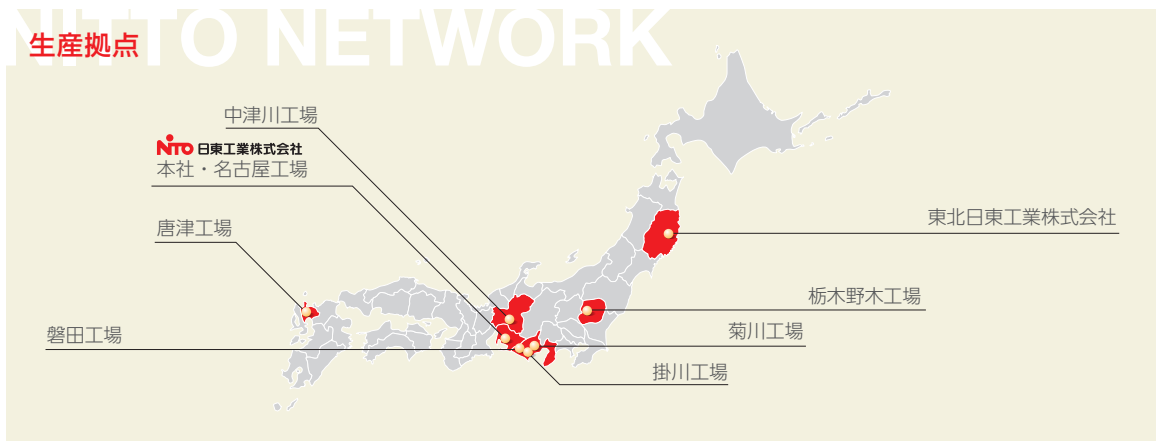 NITTO NETWORK
生産拠点
中津川工場
NITO 日東工業株式会社
本社・名古屋工場
唐津工場
東北日東工業株式会社
栃木野木工場
磐田工場
菊川工場
掛川工場